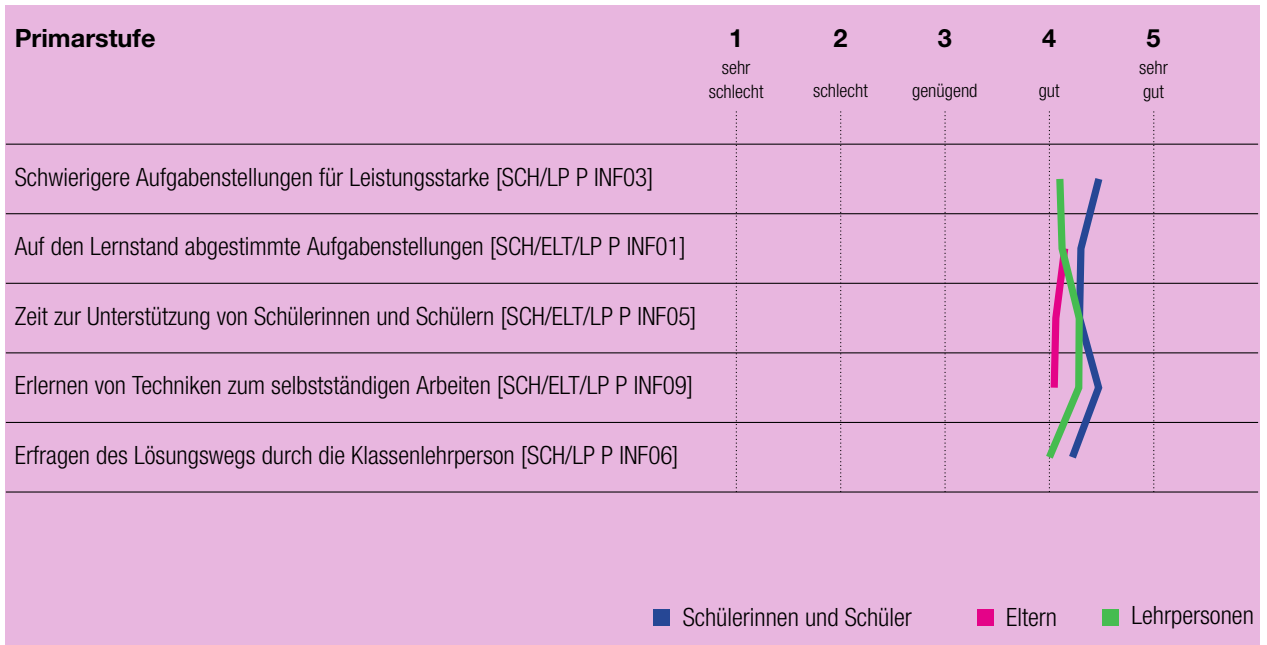 Primarstufe 1 2 3 4 5
sehr sehr
schlecht schlecht genügend gut gut
Schwierigere Aufgabenstellungen für Leistungsstarke [SCH/LP P INF03]
Auf den Lernstand abgestimmte Aufgabenstellungen [SCH/ELT/LP P INF01]
Zeit zur Unterstützung von Schülerinnen und Schülern [SCH/ELT/LP P INF05]
Erlernen von Techniken zum selbstständigen Arbeiten [SCH/ELT/LP P INF09]
Erfragen des Lösungswegs durch die Klassenlehrperson [SCH/LP P INF06]
Schülerinnen und Schüler Eltern Lehrpersonen